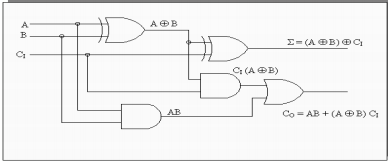 A
A ⊕ B
B
Σ = (A ⊕ B) ⊕ C_I
C_I
C_I (A ⊕ B)
AB
C_O = AB + (A ⊕ B) C_I